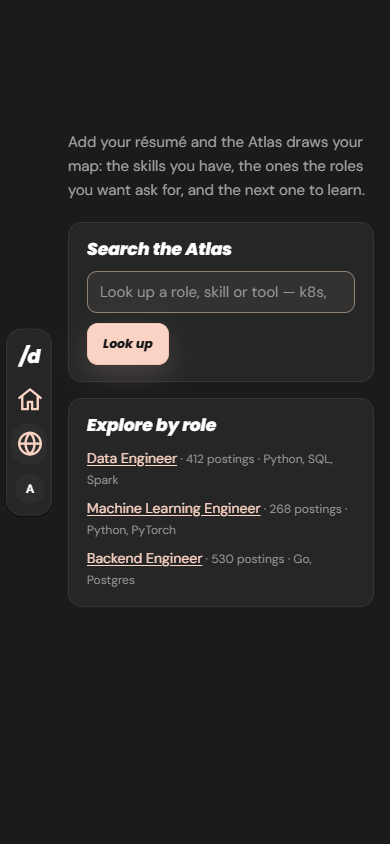 Add your résumé and the Atlas draws your
map: the skills you have, the ones the roles
you want ask for, and the next one to learn.
Search the Atlas
Look up a role, skill or tool — k8s,
Look up
/d
A
Explore by role
Data Engineer · 412 postings · Python, SQL,
Spark
Machine Learning Engineer · 268 postings ·
Python, PyTorch
Backend Engineer · 530 postings · Go,
Postgres